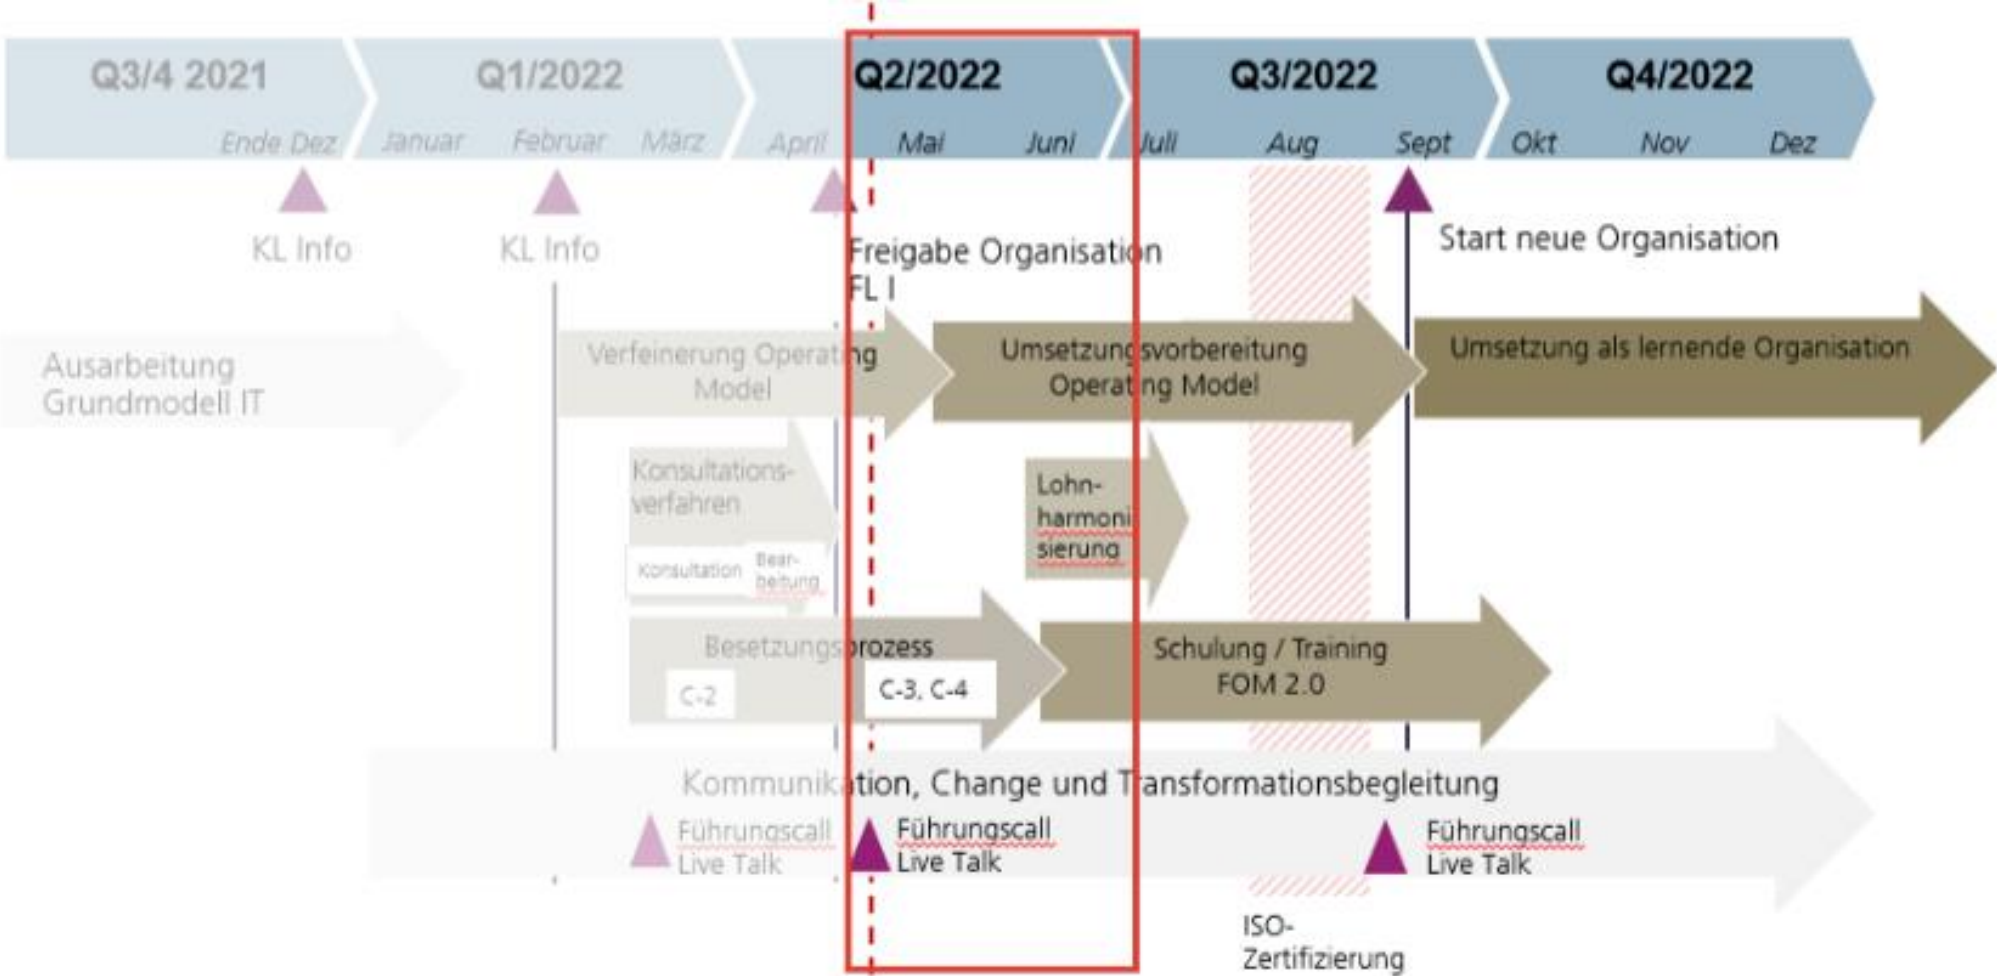 Q3/4 2021
Q1/2022
Q2/2022
Q3/2022
Q4/2022
Ende Dez
Januar
Februar
März
April
Mai
Juni
Juli
Aug
Sept
Okt
Nov
Dez
KL Info
KL Info
Freigabe Organisation
FL I
Start neue Organisation
Ausarbeitung
Grundmodell IT
Verfeinerung Operating
Model
Umsetzungsvorbereitung
Operating Model
Umsetzung als lernende Organisation
Konsultations-
verfahren
Konsultation
Bear-
beitung
Lohn-
harmoni
sierung
Besetzungsprozess
C-2
C-3, C-4
Schulung / Training
FOM 2.0
Kommunikation, Change und Transformationsbegleitung
Führungscall
Live Talk
Führungscall
Live Talk
Führungscall
Live Talk
ISO-
Zertifizierung